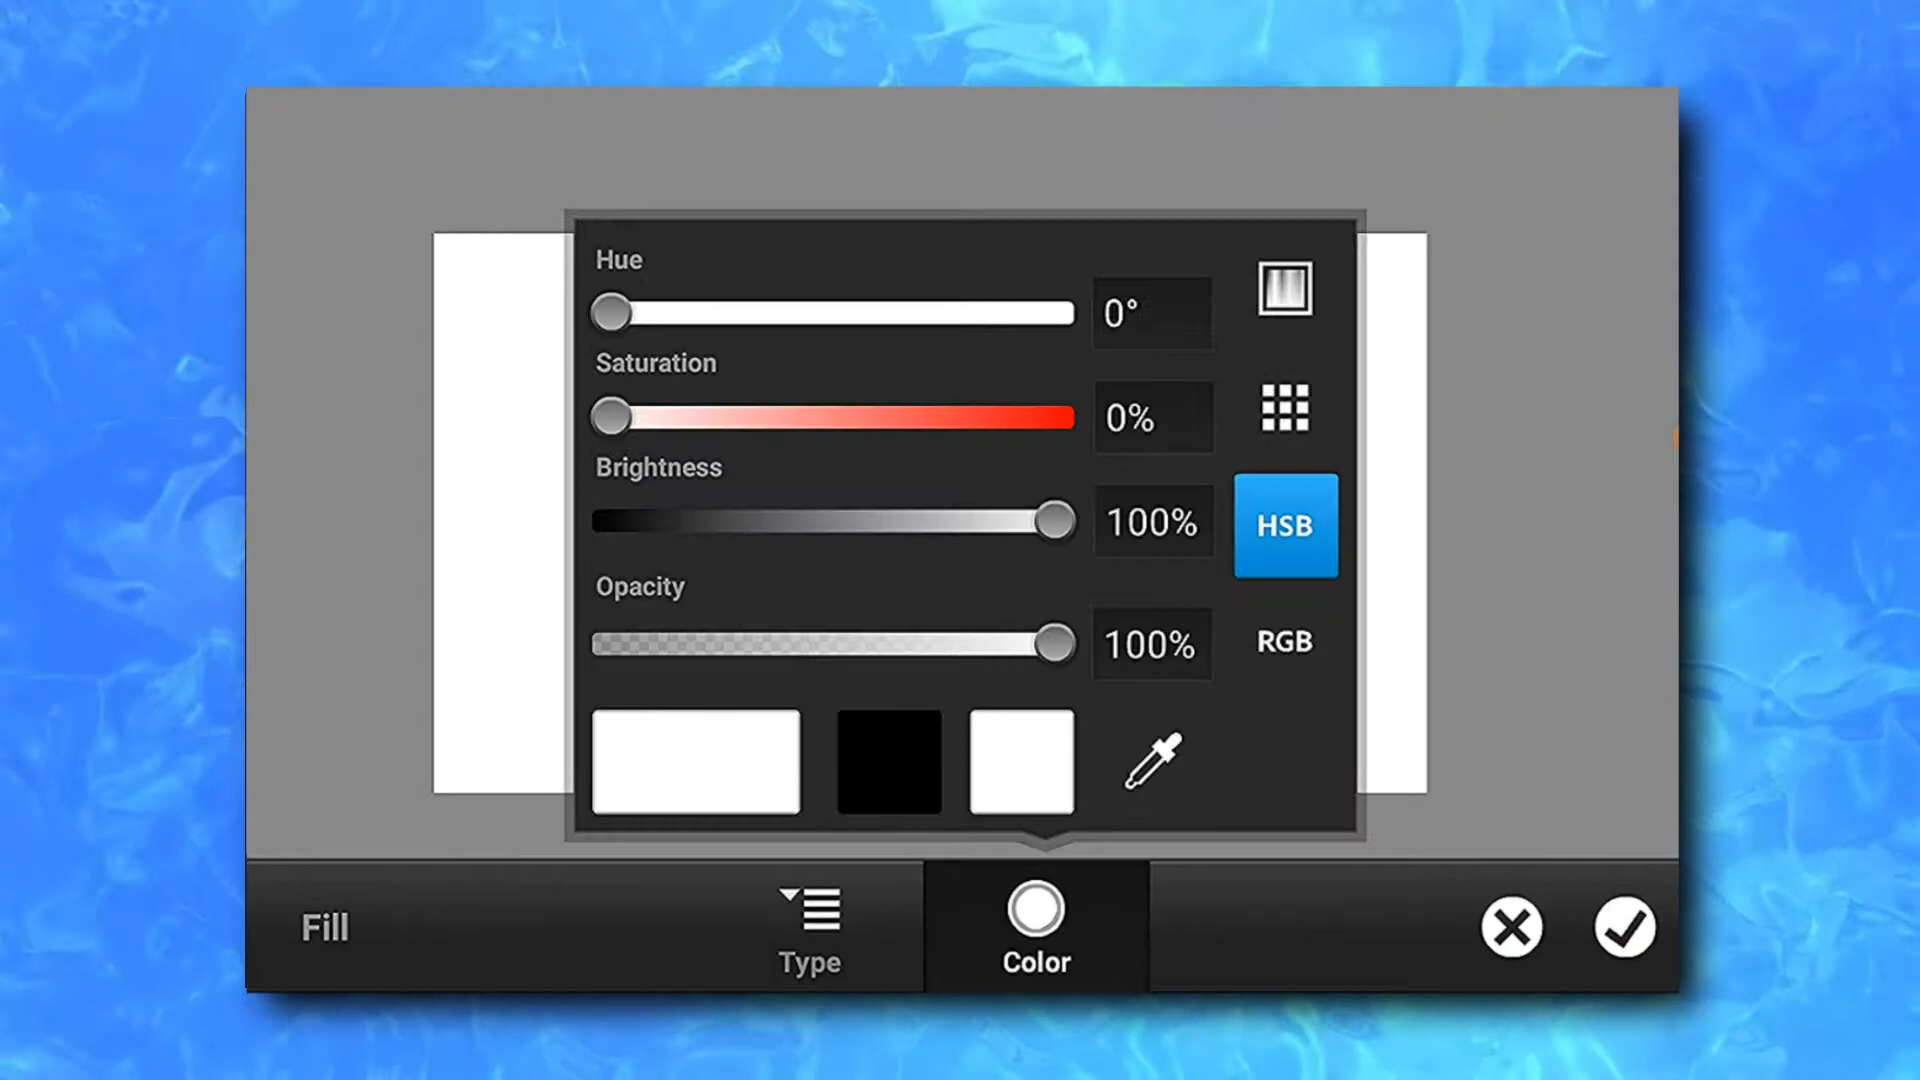 Hue
0°
Saturation
0%
Brightness
100%
HSB
Opacity
100%
RGB
Fill
Type
Color